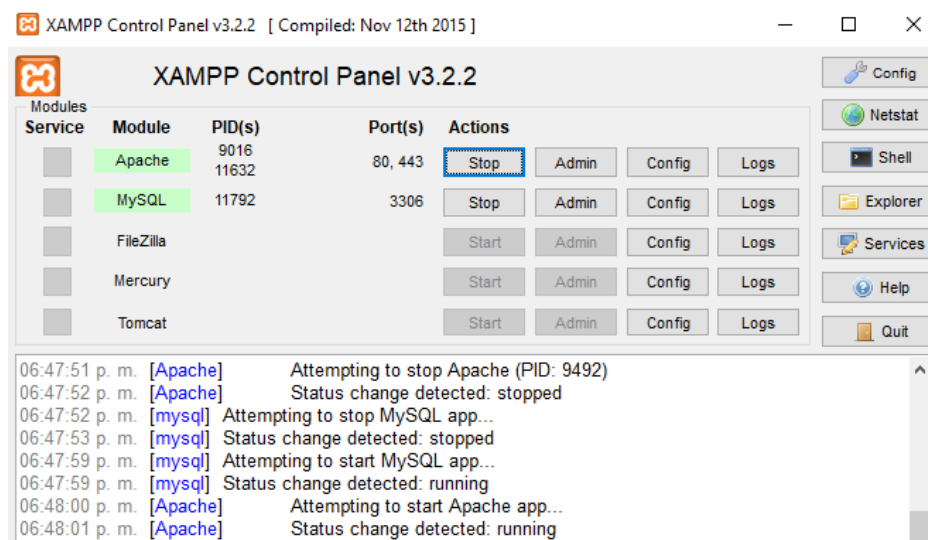 XAMPP Control Panel v3.2.2 [ Compiled: Nov 12th 2015 ]
XAMPP Control Panel v3.2.2
Config
Modules
Service Module PID(s) Port(s) Actions
Netstat
Apache 9016 11632 80, 443 Stop Admin Config Logs
Shell
MySQL 11792 3306 Stop Admin Config Logs
Explorer
FileZilla Start Admin Config Logs
Services
Mercury Start Admin Config Logs
Help
Tomcat Start Admin Config Logs
Quit
06:47:51 p. m. [Apache] Attempting to stop Apache (PID: 9492)
06:47:52 p. m. [Apache] Status change detected: stopped
06:47:52 p. m. [mysql] Attempting to stop MySQL app...
06:47:53 p. m. [mysql] Status change detected: stopped
06:47:59 p. m. [mysql] Attempting to start MySQL app...
06:47:59 p. m. [mysql] Status change detected: running
06:48:00 p. m. [Apache] Attempting to start Apache app...
06:48:01 p. m. [Apache] Status change detected: running